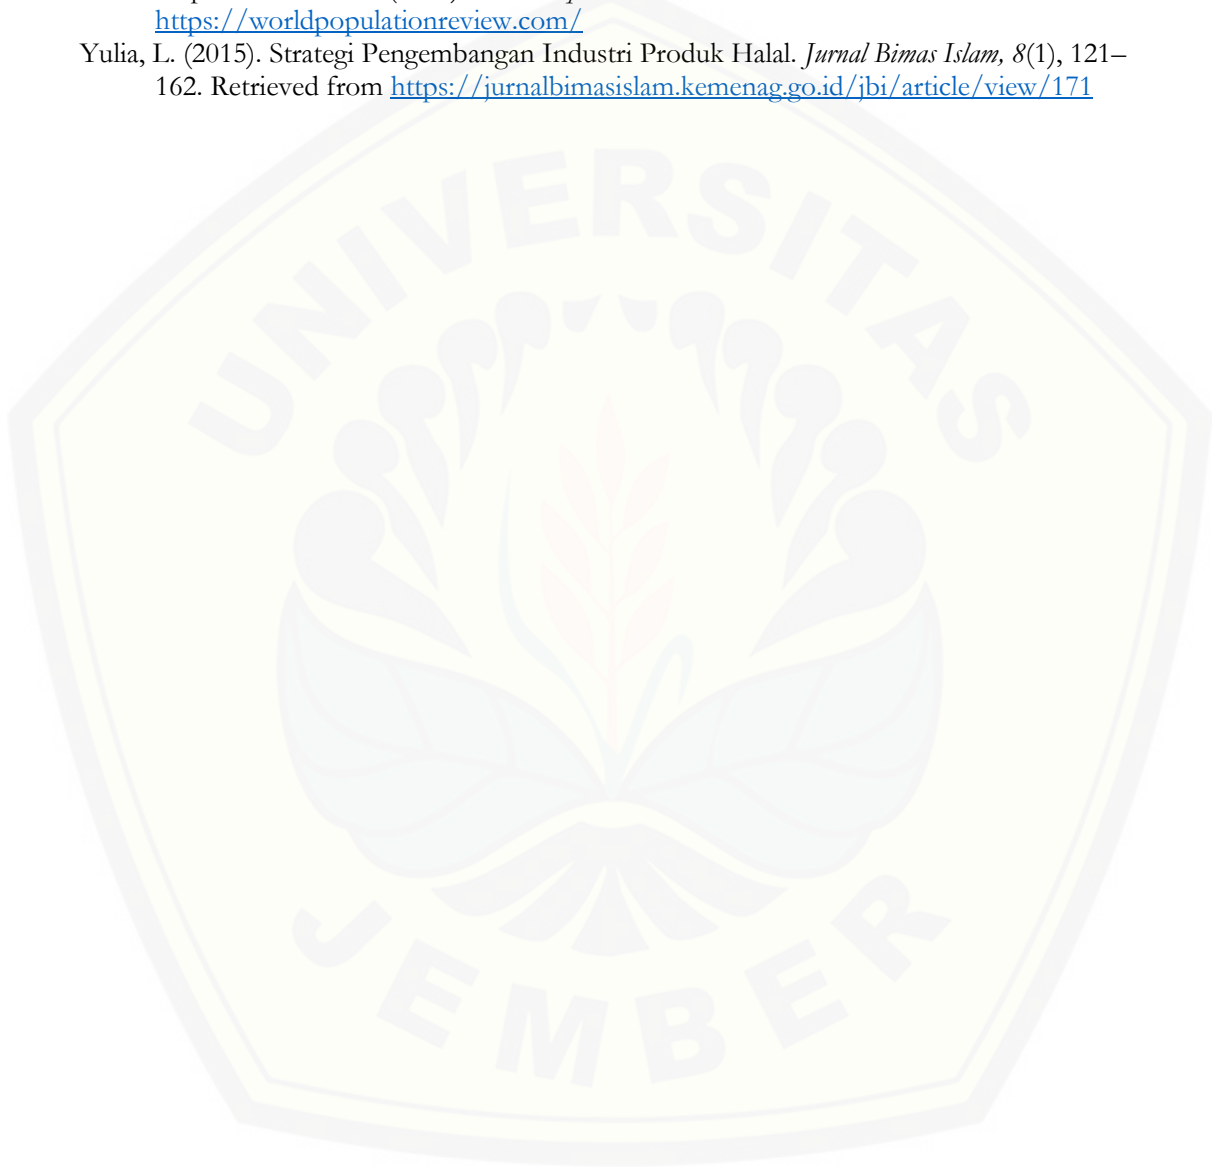 https://worldpopulationreview.com/
Yulia, L. (2015). Strategi Pengembangan Industri Produk Halal. Jurnal Bimas Islam, 8(1), 121–
162. Retrieved from https://jurnalbimasislam.kemenag.go.id/jbi/article/view/171
UNIVERSITAS
JEMBER